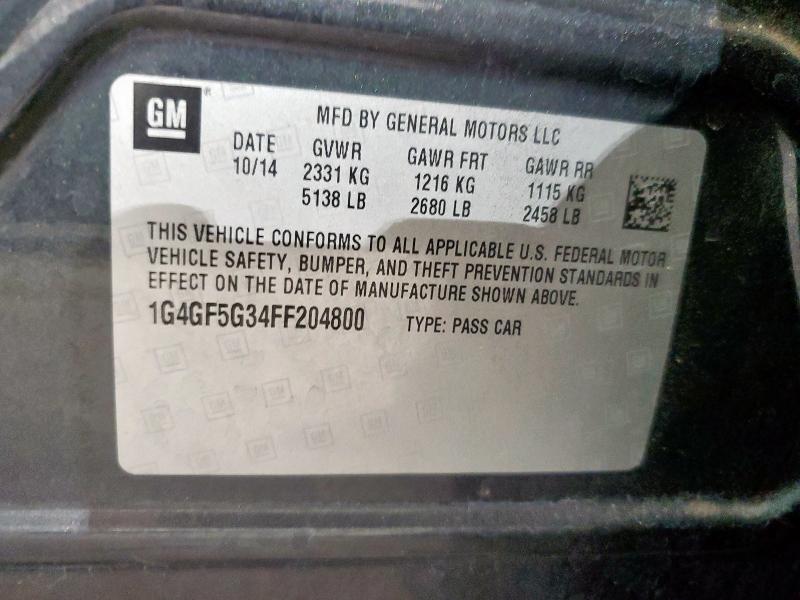 GM ®
MFD BY GENERAL MOTORS LLC
DATE GVWR GAWR FRT GAWR RR
10/14 2331 KG 1216 KG 1115 KG
5138 LB 2680 LB 2458 LB
THIS VEHICLE CONFORMS TO ALL APPLICABLE U.S. FEDERAL MOTOR
VEHICLE SAFETY, BUMPER, AND THEFT PREVENTION STANDARDS IN
EFFECT ON THE DATE OF MANUFACTURE SHOWN ABOVE.
1G4GF5G34FF204800 TYPE: PASS CAR